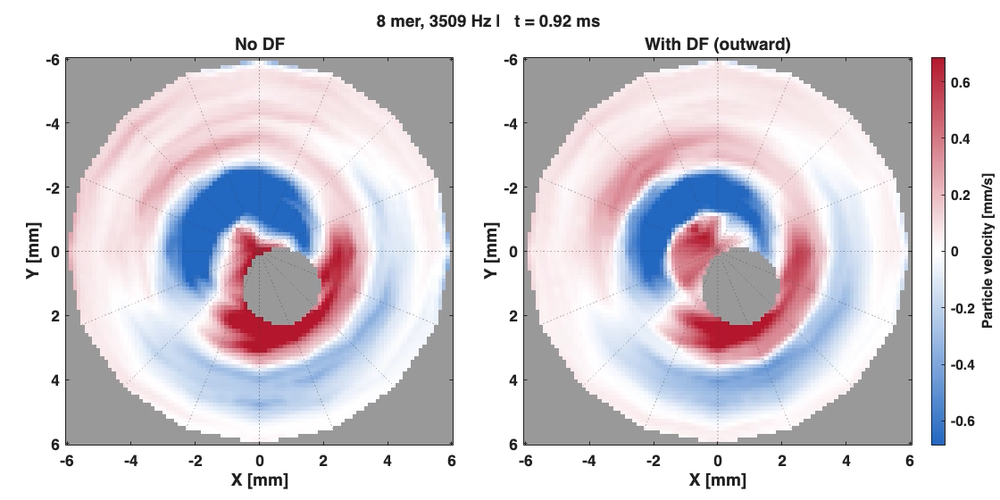 8 mer, 3509 Hz l t = 0.92 ms
No DF
With DF (outward)
-6
-4
-2
0
2
4
6
Y [mm]
-6 -4 -2 0 2 4 6
X [mm]
-6
-4
-2
0
2
4
6
Y [mm]
-6 -4 -2 0 2 4 6
X [mm]
0.6
0.4
0.2
0
-0.2
-0.4
-0.6
Particle velocity [mm/s]